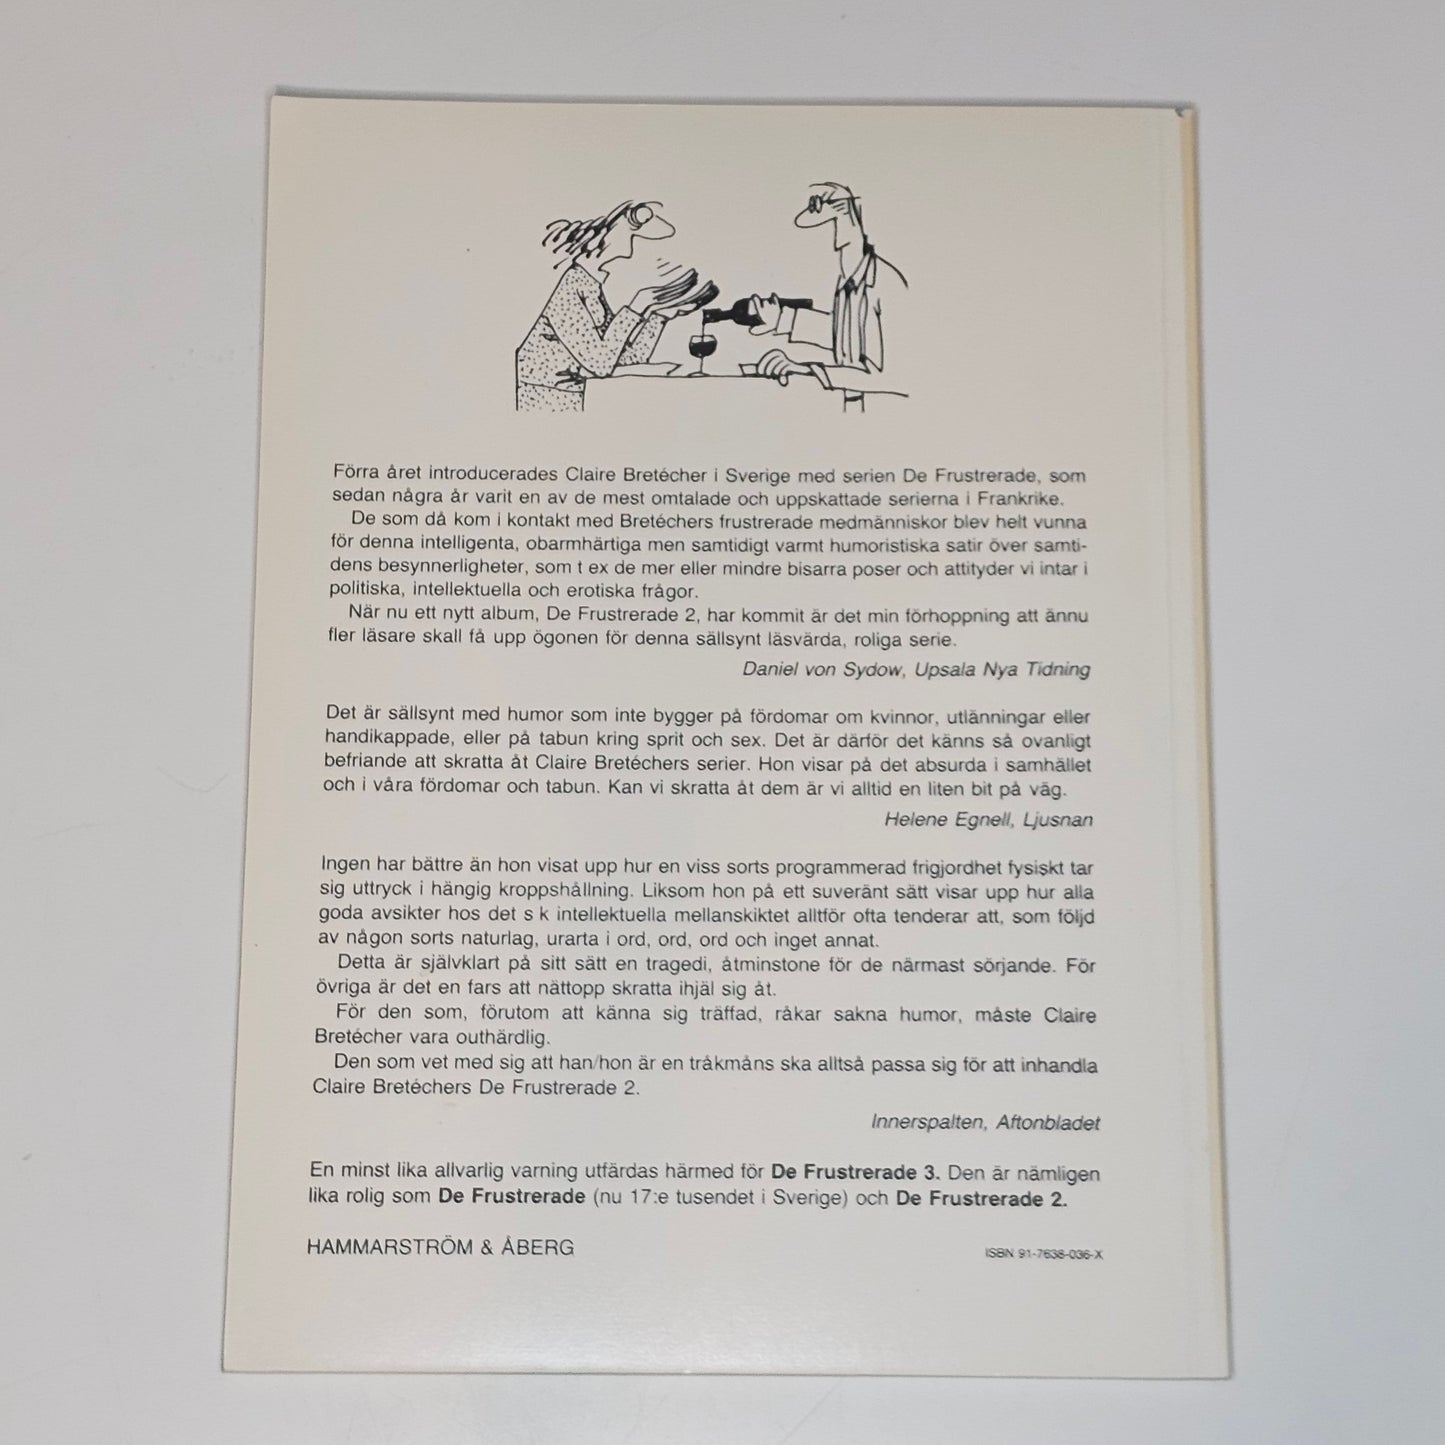 Förra året introducerades Claire Bretécher i Sverige med serien De Frustrerade, som
sedan några år varit en av de mest omtalade och uppskattade serierna i Frankrike.
De som då kom i kontakt med Bretéchers frustrerade medmänniskor blev helt vunna
för denna intelligenta, obarmhärtiga men samtidigt varmt humoristiska satir över samti-
dens besynnerligheter, som t ex de mer eller mindre bisarra poser och attityder vi intar i
politiska, intellektuella och erotiska frågor.
När nu ett nytt album, De Frustrerade 2, har kommit är det min förhoppning att ännu
fler läsare skall få upp ögonen för denna sällsynt läsvärda, roliga serie.
Daniel von Sydow, Upsala Nya Tidning
Det är sällsynt med humor som inte bygger på fördomar om kvinnor, utlänningar eller
handikappade, eller på tabun kring sprit och sex. Det är därför det känns så ovanligt
befriande att skratta åt Claire Bretéchers serier. Hon visar på det absurda i samhället
och i våra fördomar och tabun. Kan vi skratta åt dem är vi alltid en liten bit på väg.
Helene Egnell, Ljusnan
Ingen har bättre än hon visat upp hur en viss sorts programmerad frigjordhet fysiskt tar
sig uttryck i hängig kroppshållning. Liksom hon på ett suveränt sätt visar upp hur alla
goda avsikter hos det s k intellektuella mellanskiktet alltför ofta tenderar att, som följd
av någon sorts naturlag, urarta i ord, ord, ord och inget annat.
Detta är självklart på sitt sätt en tragedi, åtminstone för de närmast sörjande. För
övriga är det en fars att nättopp skratta ihjäl sig åt.
För den som, förutom att känna sig träffad, råkar sakna humor, måste Claire
Bretécher vara outhärdlig.
Den som vet med sig att han/hon är en tråkmåns ska alltså passa sig för att inhandla
Claire Bretéchers De Frustrerade 2.
Innerspalten, Aftonbladet
En minst lika allvarlig varning utfärdas härmed för De Frustrerade 3. Den är nämligen
lika rolig som De Frustrerade (nu 17:e tusendet i Sverige) och De Frustrerade 2.
HAMMARSTRÖM & ÅBERG
ISBN 91-7638-036-X